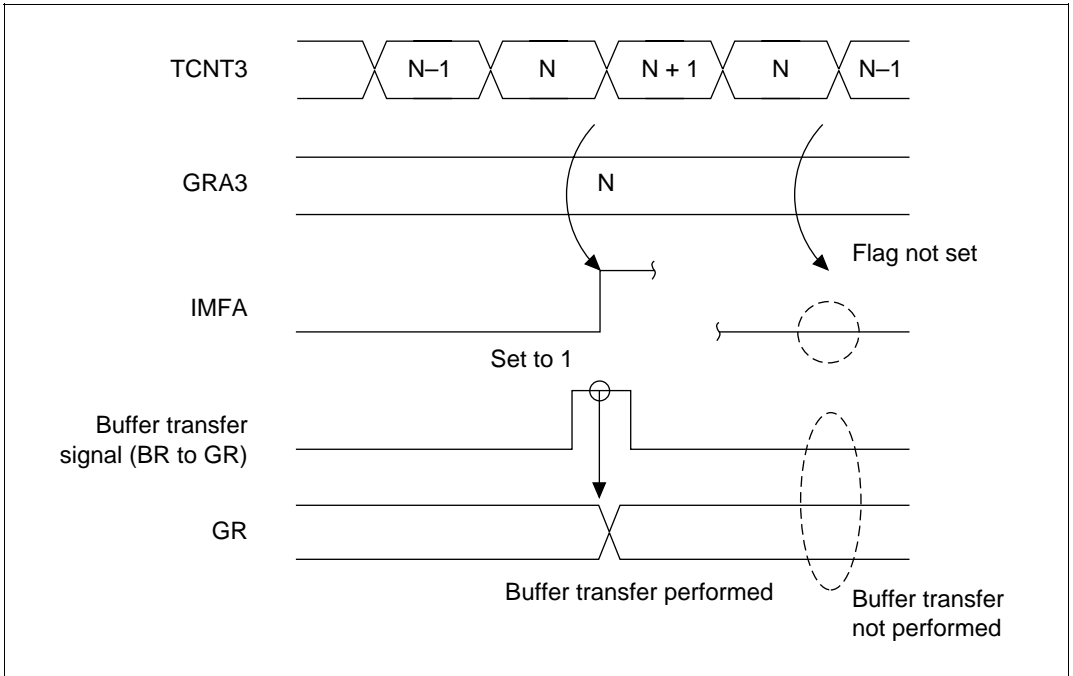 TCNT3
N–1
N
N + 1
N
N–1
GRA3
N
Flag not set
IMFA
Set to 1
Buffer transfer
signal (BR to GR)
GR
Buffer transfer performed
Buffer transfer
not performed